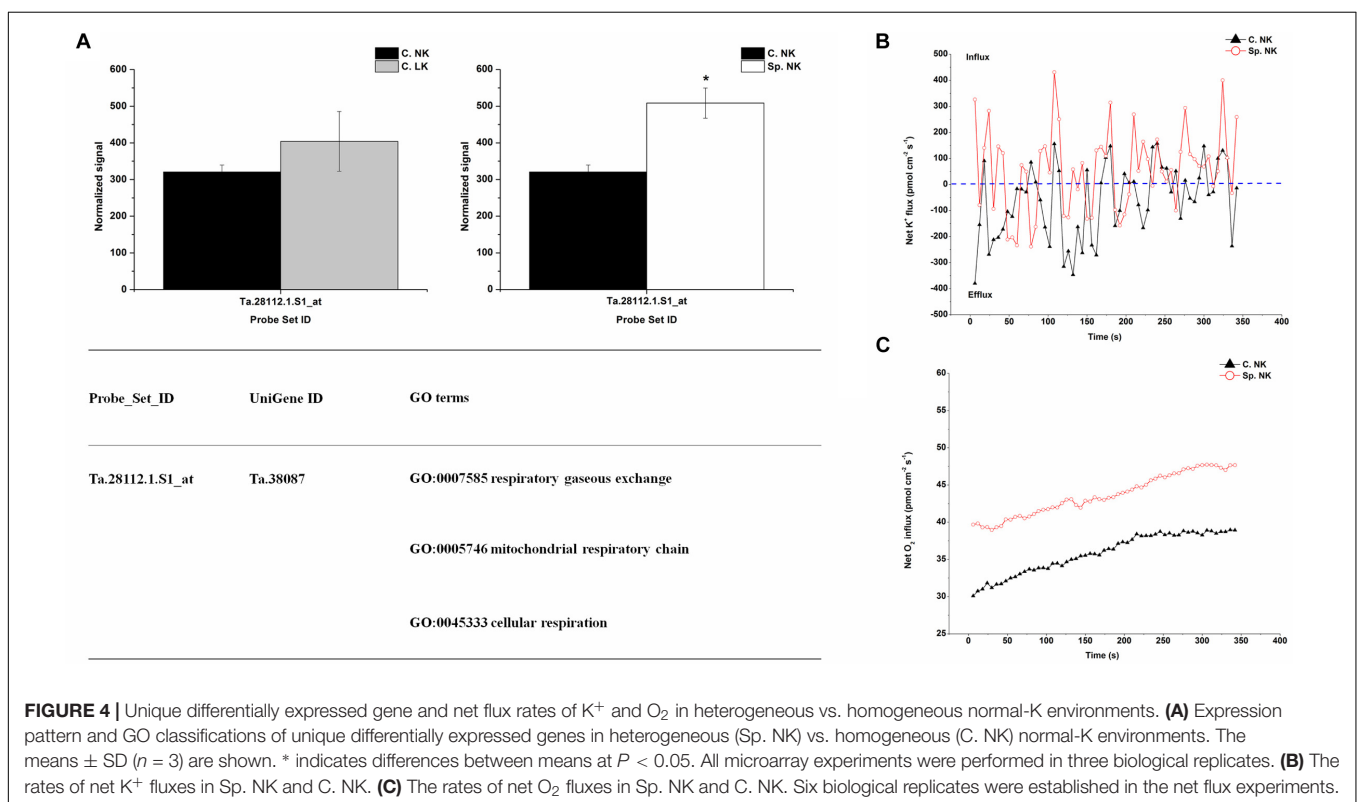 A
C. NK
C. LK
600
500
400
300
200
100
0
Normalized signal
Ta.28112.1.S1_at
Probe Set ID
C. NK
Sp. NK
600
500
400
300
200
100
0
Normalized signal
*
Ta.28112.1.S1_at
Probe Set ID
Probe_Set_ID UniGene ID GO terms
Ta.28112.1.S1_at Ta.38087 GO:0007585 respiratory gaseous exchange
GO:0005746 mitochondrial respiratory chain
GO:0045333 cellular respiration
B
C. NK
Sp. NK
500
400
300
200
100
0
-100
-200
-300
-400
-500
Net K⁺ flux (pmol cm⁻² s⁻¹)
Influx
Efflux
0 50 100 150 200 250 300 350 400
Time (s)
C
C. NK
Sp. NK
60
55
50
45
40
35
30
25
Net O₂ influx (pmol cm⁻² s⁻¹)
0 50 100 150 200 250 300 350 400
Time (s)
FIGURE 4 | Unique differentially expressed gene and net flux rates of K⁺ and O₂ in heterogeneous vs. homogeneous normal-K environments. (A) Expression
pattern and GO classifications of unique differentially expressed genes in heterogeneous (Sp. NK) vs. homogeneous (C. NK) normal-K environments. The
means ± SD (n = 3) are shown. * indicates differences between means at P < 0.05. All microarray experiments were performed in three biological replicates. (B) The
rates of net K⁺ fluxes in Sp. NK and C. NK. (C) The rates of net O₂ fluxes in Sp. NK and C. NK. Six biological replicates were established in the net flux experiments.